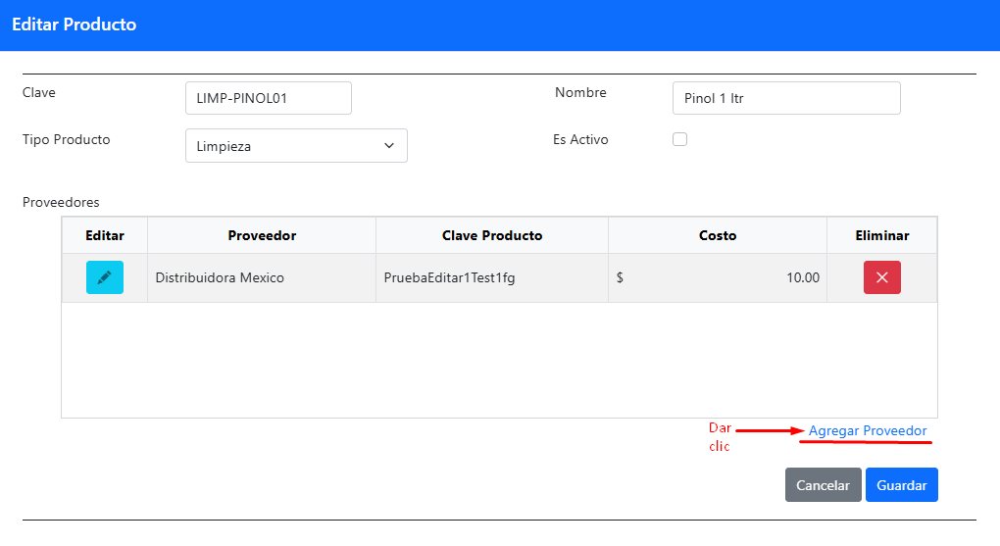 Editar Producto
Clave LIMP-PINOL01 Nombre Pinol 1 ltr
Tipo Producto Limpieza Es Activo
Proveedores
Editar Proveedor Clave Producto Costo Eliminar
Distribuidora Mexico PruebaEditar1Test1fg $ 10.00
Dar Agregar Proveedor
clic
Cancelar Guardar